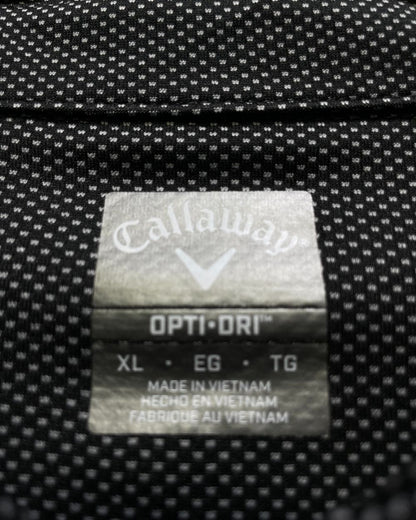 Callaway®
OPTI•DRI™
XL • EG • TG
MADE IN VIETNAM
HECHO EN VIETNAM
FABRIQUÉ AU VIETNAM